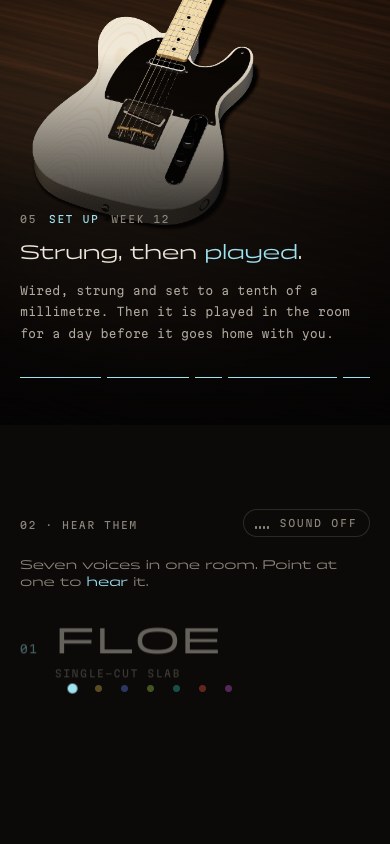 05 SET UP WEEK 12
Strung, then played.
Wired, strung and set to a tenth of a
millimetre. Then it is played in the room
for a day before it goes home with you.
02 · HEAR THEM
SOUND OFF
Seven voices in one room. Point at
one to hear it.
01 FLOE
SINGLE-CUT SLAB